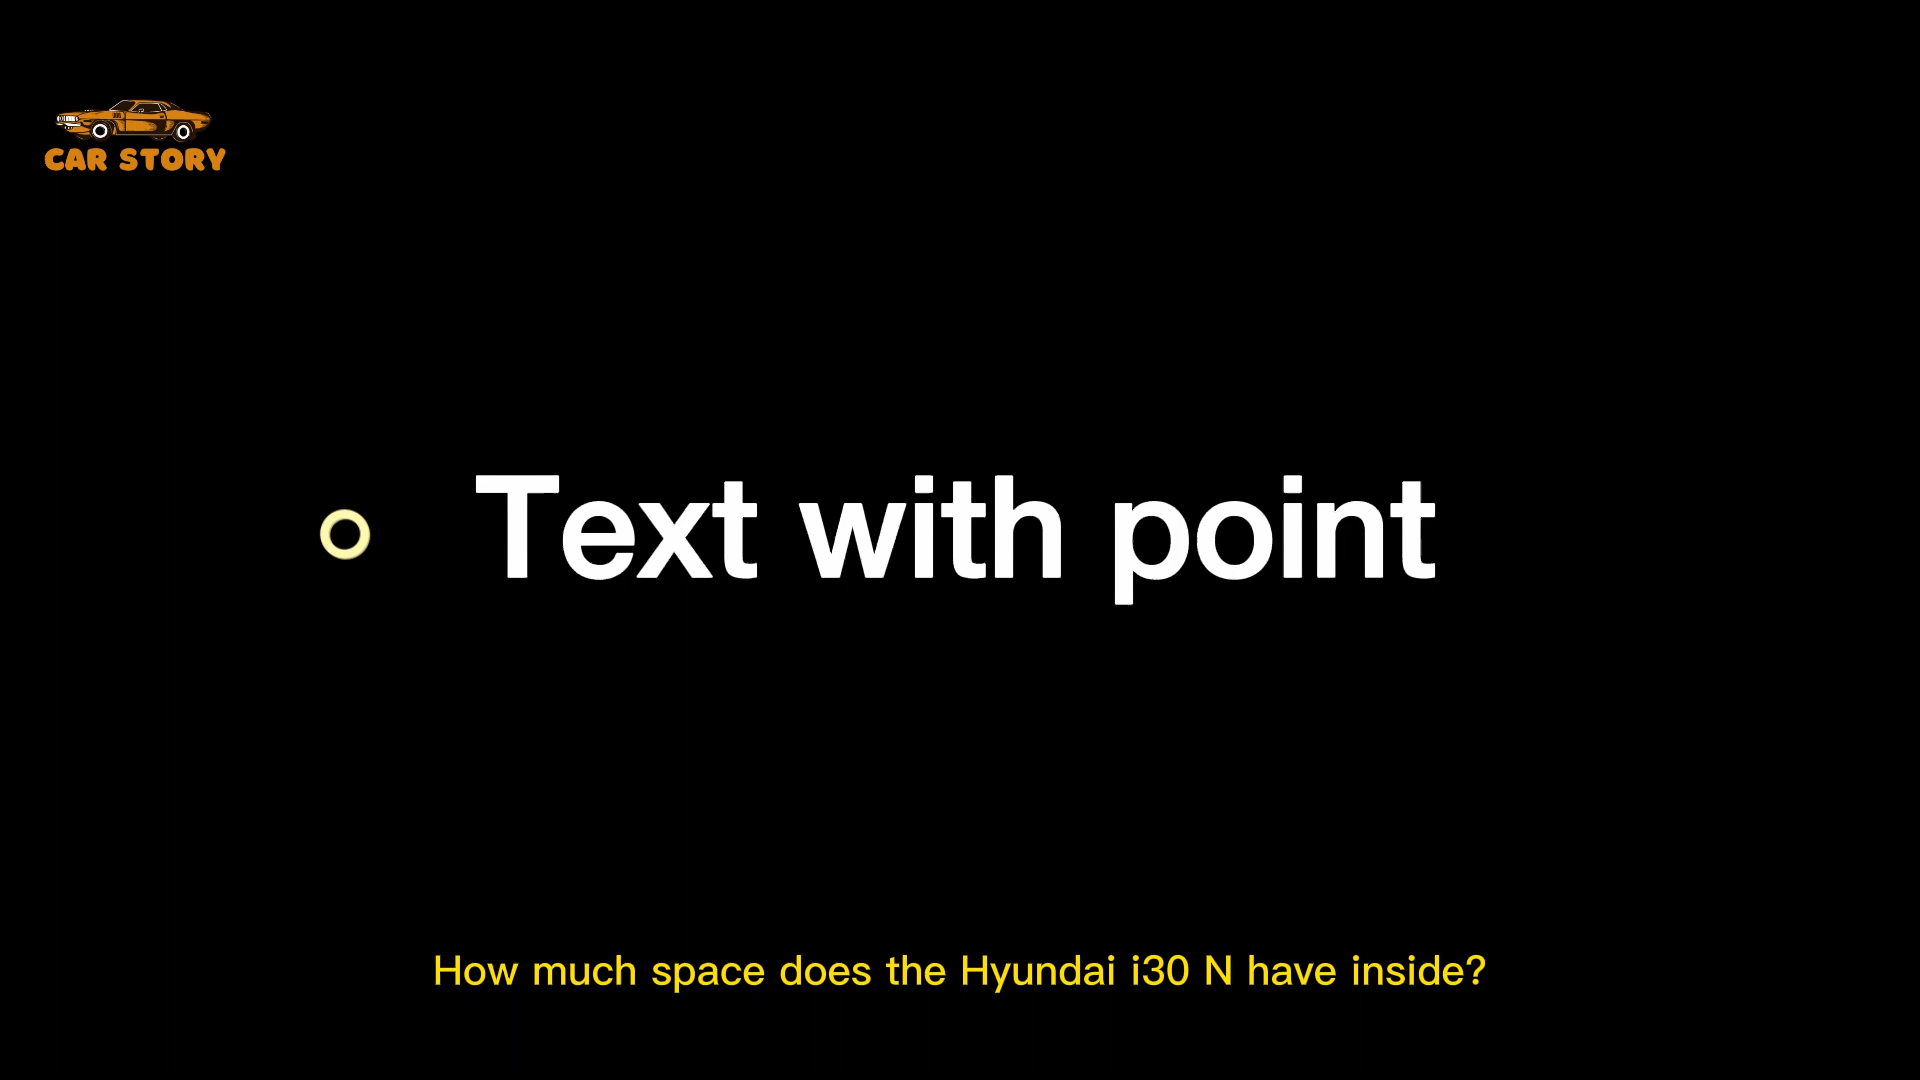 CAR STORY
Text with point
How much space does the Hyundai i30 N have inside?